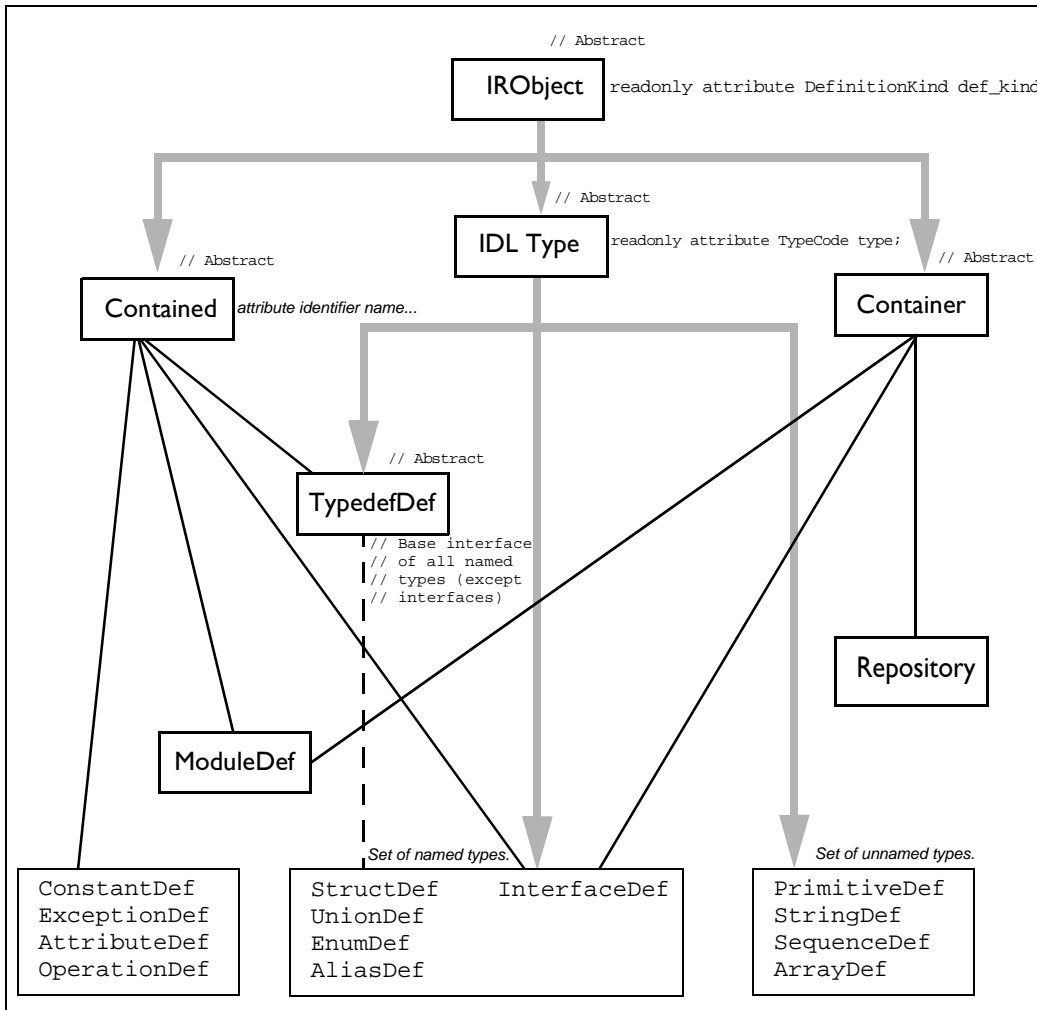 // Abstract
IRObject
readonly attribute DefinitionKind def_kind
// Abstract
IDL Type
readonly attribute TypeCode type;
// Abstract
Contained
attribute identifier name...
// Abstract
Container
// Abstract
TypedefDef
// Base interface
// of all named
// types (except
// interfaces)
Repository
ModuleDef
ConstantDef
ExceptionDef
AttributeDef
OperationDef
Set of named types.
StructDef InterfaceDef
UnionDef
EnumDef
AliasDef
Set of unnamed types.
PrimitiveDef
StringDef
SequenceDef
ArrayDef